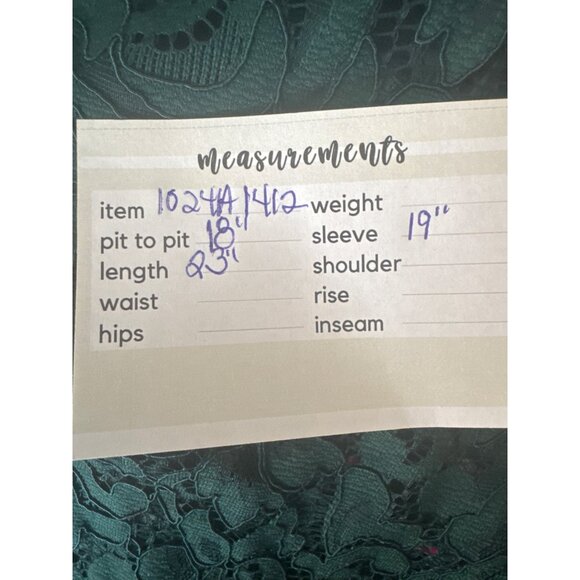 measurements
item 1024A1412 weight
pit to pit 18" sleeve 19"
length 23" shoulder
waist rise
hips inseam